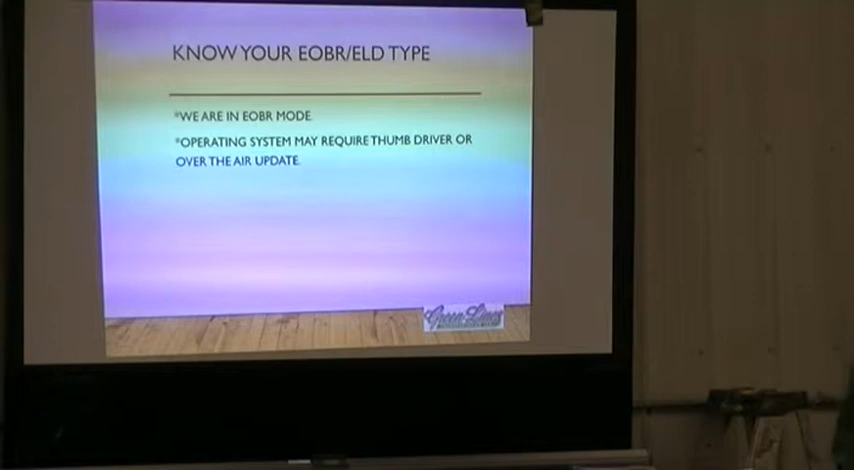 KNOW YOUR EOBR/ELD TYPE
*WE ARE IN EOBR MODE.
*OPERATING SYSTEM MAY REQUIRE THUMB DRIVER OR
OVER THE AIR UPDATE.
Green Lines